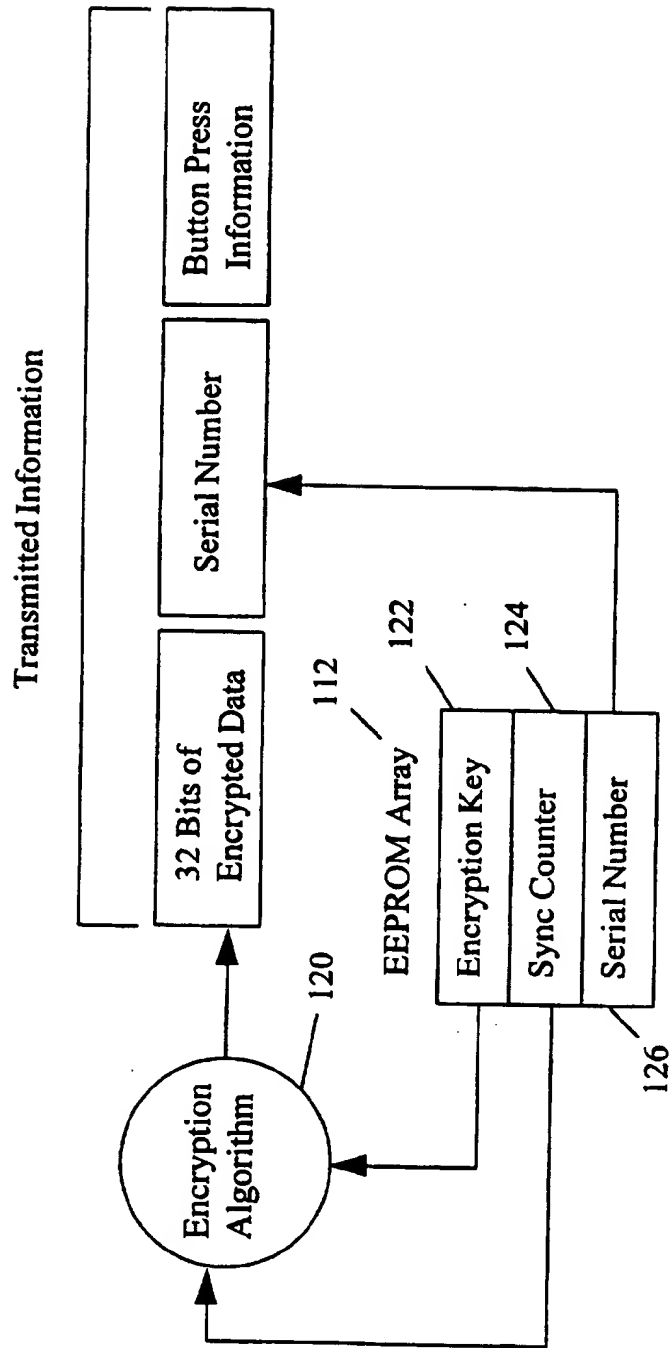 Transmitted Information
32 Bits of
Encrypted Data
Serial Number
Button Press
Information
Encryption
Algorithm
120
EEPROM Array
112
Encryption Key
122
Sync Counter
124
Serial Number
126